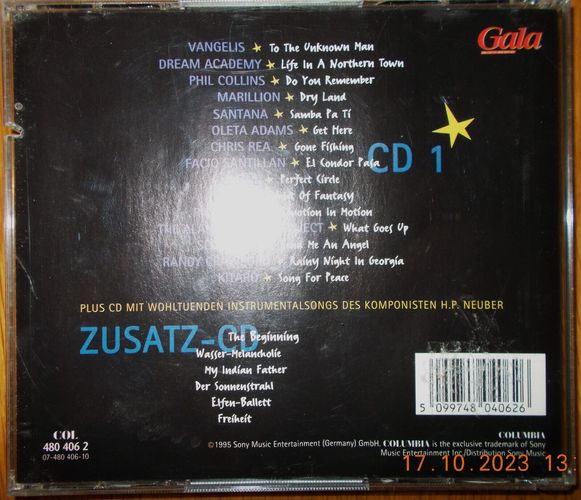 Gala
VANGELIS ★ To The Unknown Man
DREAM ACADEMY ★ Life In A Northern Town
PHIL COLLINS ★ Do You Remember
MARILLION ★ Dry Land
SANTANA ★ Samba Pa Ti
OLETA ADAMS ★ Get Here
CHRIS REA ★ Gone Fishing
FACIO SANTILLAN ★ El Condor Pasa
CD 1
★ Perfect Circle
Of Fantasy
In Motion
★ What Goes Up
Me An Angel
RANDY Rainy Night In Georgia
KITARO ★ Song For Peace
PLUS CD MIT WOHLTUENDEN INSTRUMENTALSONGS DES KOMPONISTEN H.P. NEUBER
ZUSATZ-CD
The Beginning
Wasser-Melancholie
My Indian Father
Der Sonnenstrahl
Elfen-Ballett
Freiheit
5 099748 040626
COL
480 406 2
07-480 406-10
COLUMBIA
©1995 Sony Music Entertainment (Germany) GmbH. COLUMBIA is the exclusive trademark of Sony
Music Entertainment Inc./Distribution Sony Music
17.10.2023 13: